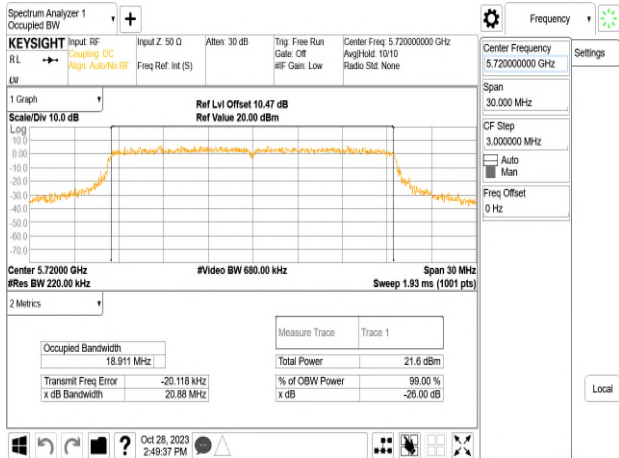 Spectrum Analyzer 1
Occupied BW
+
Frequency
KEYSIGHT
RL
Input: RF
Coupling: DC
Align: Auto/No RF
Input Z: 50 Ω
Freq Ref: Int (S)
Atten: 30 dB
Trig: Free Run
Gate: Off
#IF Gain: Low
Center Freq: 5.720000000 GHz
Avg|Hold: 10/10
Radio Std: None
Center Frequency
5.720000000 GHz
Settings
Span
30.000 MHz
CF Step
3.000000 MHz
Auto
Man
Freq Offset
0 Hz
Local
1 Graph
Scale/Div 10.0 dB
Ref Lvl Offset 10.47 dB
Ref Value 20.00 dBm
Log
10.0
0.0
-10.0
-20.0
-30.0
-40.0
-50.0
-60.0
-70.0
Center 5.72000 GHz
#Video BW 680.00 kHz
Span 30 MHz
#Res BW 220.00 kHz
Sweep 1.93 ms (1001 pts)
2 Metrics
Measure Trace
Trace 1
Occupied Bandwidth
18.911 MHz
Total Power
21.6 dBm
Transmit Freq Error
-20.118 kHz
% of OBW Power
99.00 %
x dB Bandwidth
20.88 MHz
x dB
-26.00 dB
?
Oct 28, 2023
2:49:37 PM